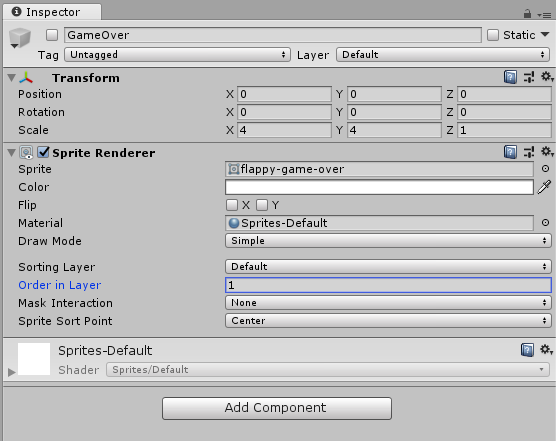 Inspector
GameOver Static
Tag Untagged Layer Default
Transform
Position X 0 Y 0 Z 0
Rotation X 0 Y 0 Z 0
Scale X 4 Y 4 Z 1
Sprite Renderer
Sprite flappy-game-over
Color
Flip X Y
Material Sprites-Default
Draw Mode Simple
Sorting Layer Default
Order in Layer 1
Mask Interaction None
Sprite Sort Point Center
Sprites-Default
Shader Sprites/Default
Add Component